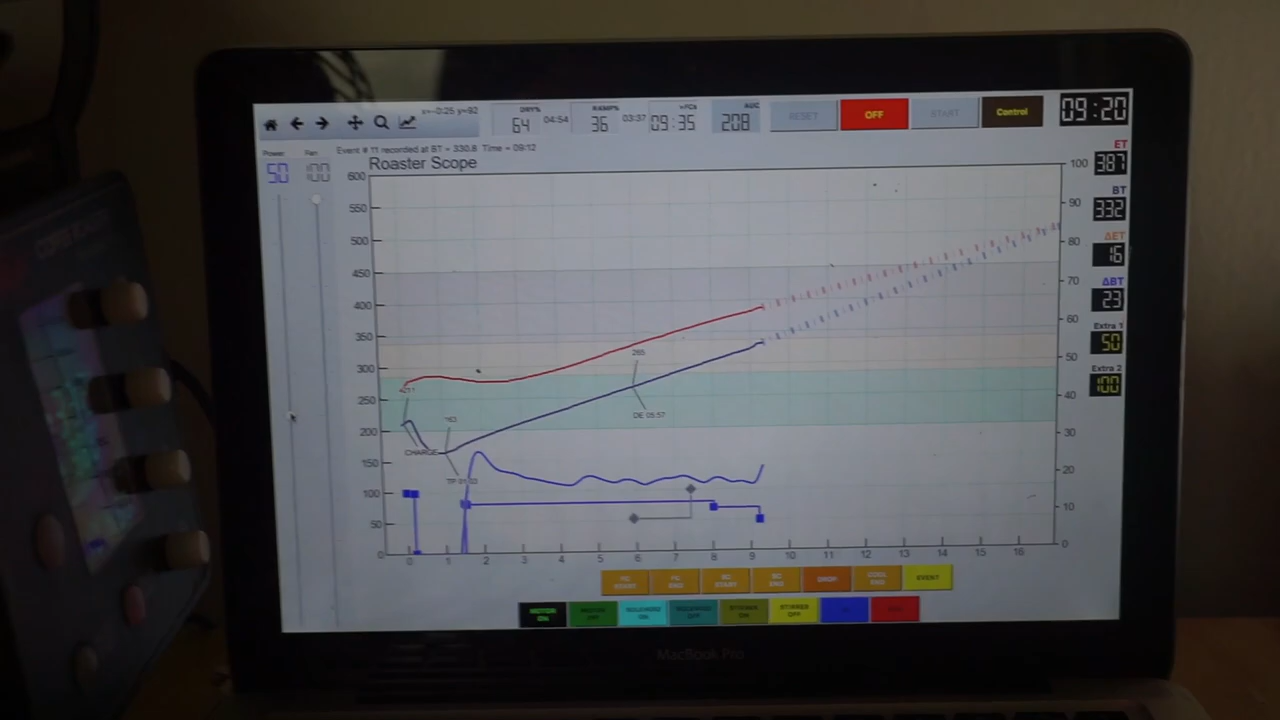 x=-0:25 y=92
DRY%
64
04:54
RAMP%
36
03:37
»FCs
09:35
AUC
208
RESET
OFF
START
Control
09:20
Event # 11 recorded at BT = 330.8 Time = 09:12
Power
50
Fan
100
Roaster Scope
600
550
500
450
400
350
300
250
200
150
100
50
0
100
90
80
70
60
50
40
30
20
10
0
ET
387
BT
332
ΔET
16
ΔBT
23
Extra 1
50
Extra 2
100
265
DE 05:57
163
CHARGE
0 1 2 3 4 5 6 7 8 9 10 11 12 13 14 15 16
FC START
FC END
SC START
SC END
DROP
COOL END
EVENT
MOTOR ON
SOLENOID ON
STIRRER ON
STIRRER OFF
MacBook Pro